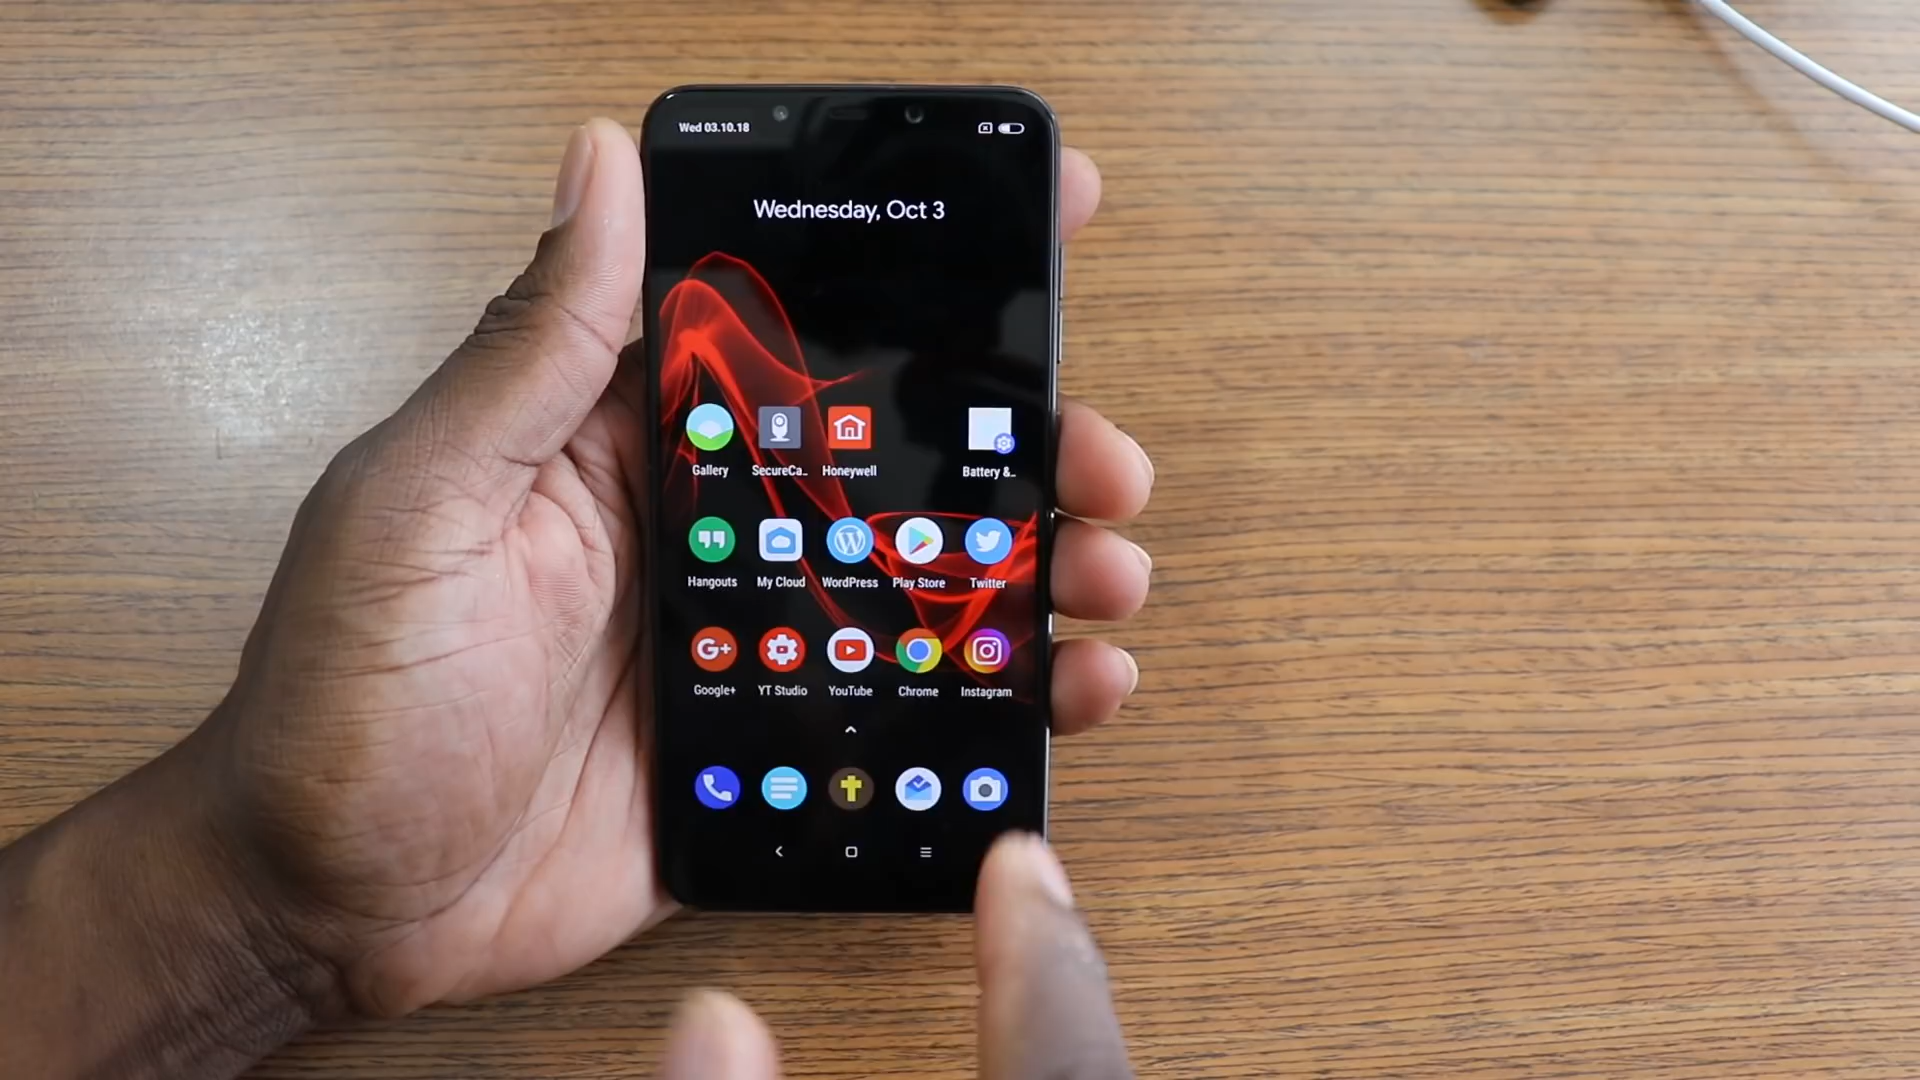 Wed 03.10.18
Wednesday, Oct 3
Gallery SecureCa.. Honeywell Battery &..
Hangouts My Cloud WordPress Play Store Twitter
G+
Google+ YT Studio YouTube Chrome Instagram